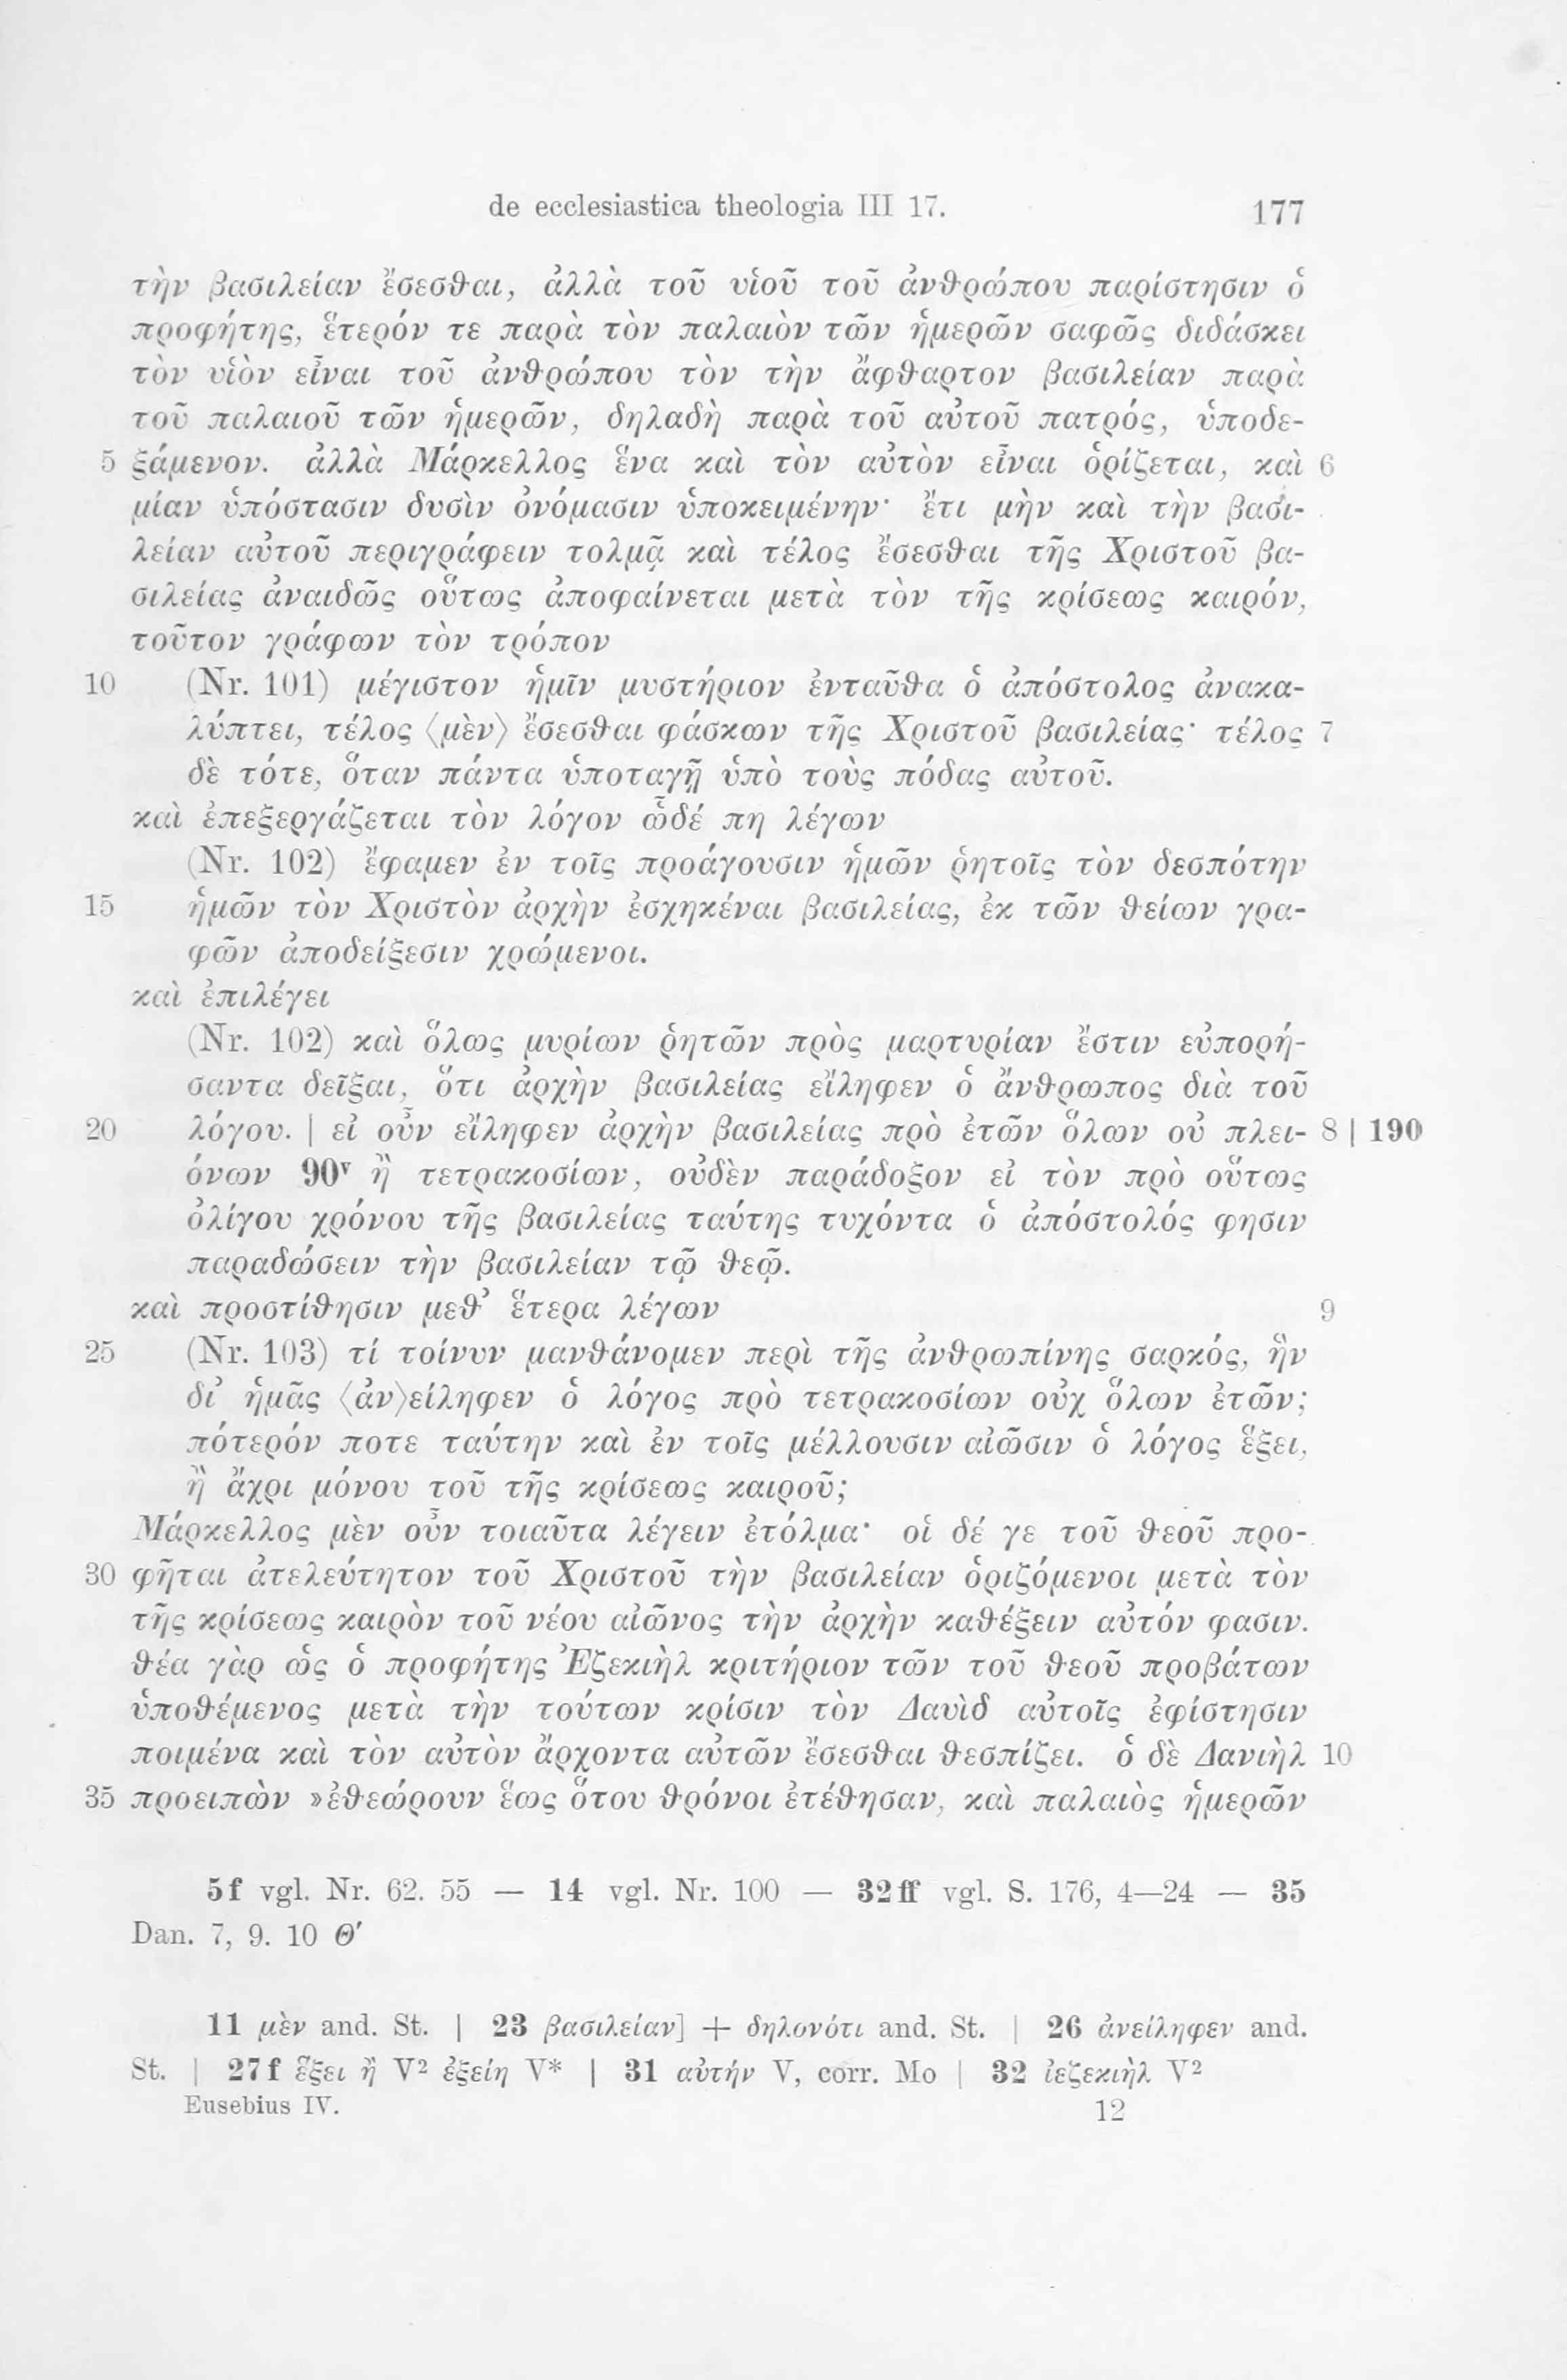 de ecclesiastica theologia III 17. 177
τὴν βασιλείαν ἔσεσθαι, ἀλλὰ τοῦ υἱοῦ τοῦ ἀνθρώπου παρίστησιν ὁ
προφήτης, ἕτερόν τε παρὰ τὸν παλαιὸν τῶν ἡμερῶν σαφῶς διδάσκει
τὸν υἱὸν εἶναι τοῦ ἀνθρώπου τὸν τὴν ἄφθαρτον βασιλείαν παρὰ
τοῦ παλαιοῦ τῶν ἡμερῶν, δηλαδὴ παρὰ τοῦ αὐτοῦ πατρός, ὑποδε-
5 ξάμενον. ἀλλὰ Μάρκελλος ἕνα καὶ τὸν αὐτὸν εἶναι ὁρίζεται, καὶ 6
μίαν ὑπόστασιν δυσὶν ὀνόμασιν ὑποκειμένην· ἔτι μὴν καὶ τὴν βασι-
λείαν αὐτοῦ περιγράφειν τολμᾷ καὶ τέλος ἔσεσθαι τῆς Χριστοῦ βα-
σιλείας ἀναιδῶς οὕτως ἀποφαίνεται μετὰ τὸν τῆς κρίσεως καιρόν,
τοῦτον γράφων τὸν τρόπον
10 (Nr. 101) μέγιστον ἡμῖν μυστήριον ἐνταῦθα ὁ ἀπόστολος ἀνακα-
λύπτει, τέλος ⟨μὲν⟩ ἔσεσθαι φάσκων τῆς Χριστοῦ βασιλείας· τέλος 7
δὲ τότε, ὅταν πάντα ὑποταγῇ ὑπὸ τοὺς πόδας αὐτοῦ.
καὶ ἐπεξεργάζεται τὸν λόγον ὧδέ πη λέγων
(Nr. 102) ἔφαμεν ἐν τοῖς προάγουσιν ἡμῶν ῥητοῖς τὸν δεσπότην
15 ἡμῶν τὸν Χριστὸν ἀρχὴν ἐσχηκέναι βασιλείας, ἐκ τῶν θείων γρα-
φῶν ἀποδείξεσιν χρώμενοι.
καὶ ἐπιλέγει
(Nr. 102) καὶ ὅλως μυρίων ῥητῶν πρὸς μαρτυρίαν ἔστιν εὐπορή-
σαντα δεῖξαι, ὅτι ἀρχὴν βασιλείας εἴληφεν ὁ ἄνθρωπος διὰ τοῦ
20 λόγου. | εἰ οὖν εἴληφεν ἀρχὴν βασιλείας πρὸ ἐτῶν ὅλων οὐ πλει- 8 | 190
όνων 90ᵛ ἢ τετρακοσίων, οὐδὲν παράδοξον εἰ τὸν πρὸ οὕτως
ὀλίγου χρόνου τῆς βασιλείας ταύτης τυχόντα ὁ ἀπόστολός φησιν
παραδώσειν τὴν βασιλείαν τῷ θεῷ.
καὶ προστίθησιν μεθ’ ἕτερα λέγων 9
25 (Nr. 103) τί τοίνυν μανθάνομεν περὶ τῆς ἀνθρωπίνης σαρκός, ἣν
δι’ ἡμᾶς ⟨ἀν⟩είληφεν ὁ λόγος πρὸ τετρακοσίων οὐχ ὅλων ἐτῶν;
πότερόν ποτε ταύτην καὶ ἐν τοῖς μέλλουσιν αἰῶσιν ὁ λόγος ἕξει,
ἢ ἄχρι μόνου τοῦ τῆς κρίσεως καιροῦ;
Μάρκελλος μὲν οὖν τοιαῦτα λέγειν ἐτόλμα· οἱ δέ γε τοῦ θεοῦ προ-
30 φῆται ἀτελεύτητον τοῦ Χριστοῦ τὴν βασιλείαν ὁριζόμενοι μετὰ τὸν
τῆς κρίσεως καιρὸν τοῦ νέου αἰῶνος τὴν ἀρχὴν καθέξειν αὐτόν φασιν.
θέα γὰρ ὡς ὁ προφήτης Ἐζεκιὴλ κριτήριον τῶν τοῦ θεοῦ προβάτων
ὑποθέμενος μετὰ τὴν τούτων κρίσιν τὸν Δαυὶδ αὐτοῖς ἐφίστησιν
ποιμένα καὶ τὸν αὐτὸν ἄρχοντα αὐτῶν ἔσεσθαι θεσπίζει. ὁ δὲ Δανιὴλ 10
35 προειπὼν »ἐθεώρουν ἕως ὅτου θρόνοι ἐτέθησαν, καὶ παλαιὸς ἡμερῶν
5f vgl. Nr. 62. 55 — 14 vgl. Nr. 100 — 32ff vgl. S. 176, 4—24 — 35
Dan. 7, 9. 10 Θ′
11 μὲν and. St. | 23 βασιλείαν] + δηλονότι and. St. | 26 ἀνείληφεν and.
St. | 27f ἕξει ἢ V² ἐξείη V* | 31 αὐτήν V, corr. Mo | 32 ἰεζεκιὴλ V²
Eusebius IV. 12